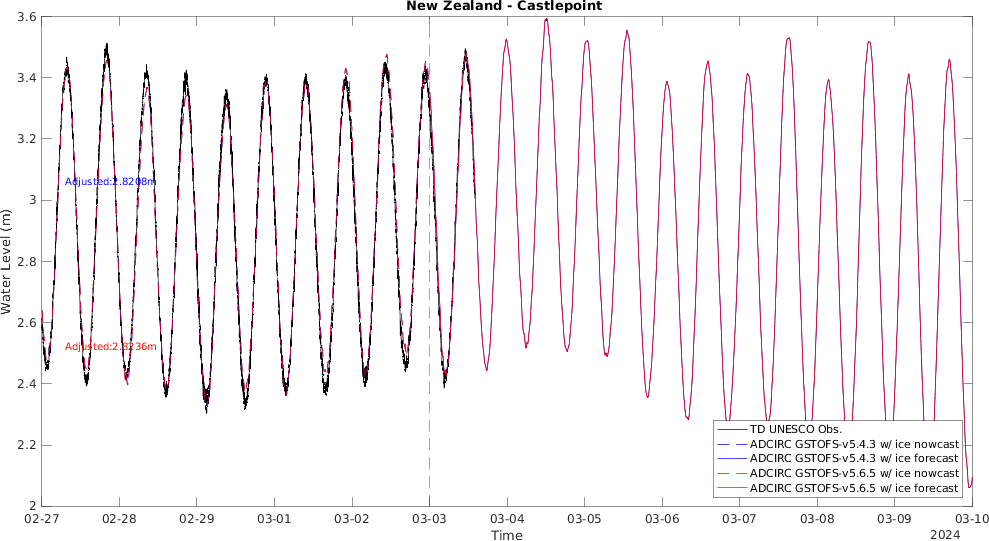 New Zealand - Castlepoint
Water Level (m)
3.6
3.4
3.2
3
2.8
2.6
2.4
2.2
2
Adjusted:2.8208m
Adjusted:2.8236m
TD UNESCO Obs.
ADCIRC GSTOFS-v5.4.3 w/ ice nowcast
ADCIRC GSTOFS-v5.4.3 w/ ice forecast
ADCIRC GSTOFS-v5.6.5 w/ ice nowcast
ADCIRC GSTOFS-v5.6.5 w/ ice forecast
02-27 02-28 02-29 03-01 03-02 03-03 03-04 03-05 03-06 03-07 03-08 03-09 03-10
Time
2024